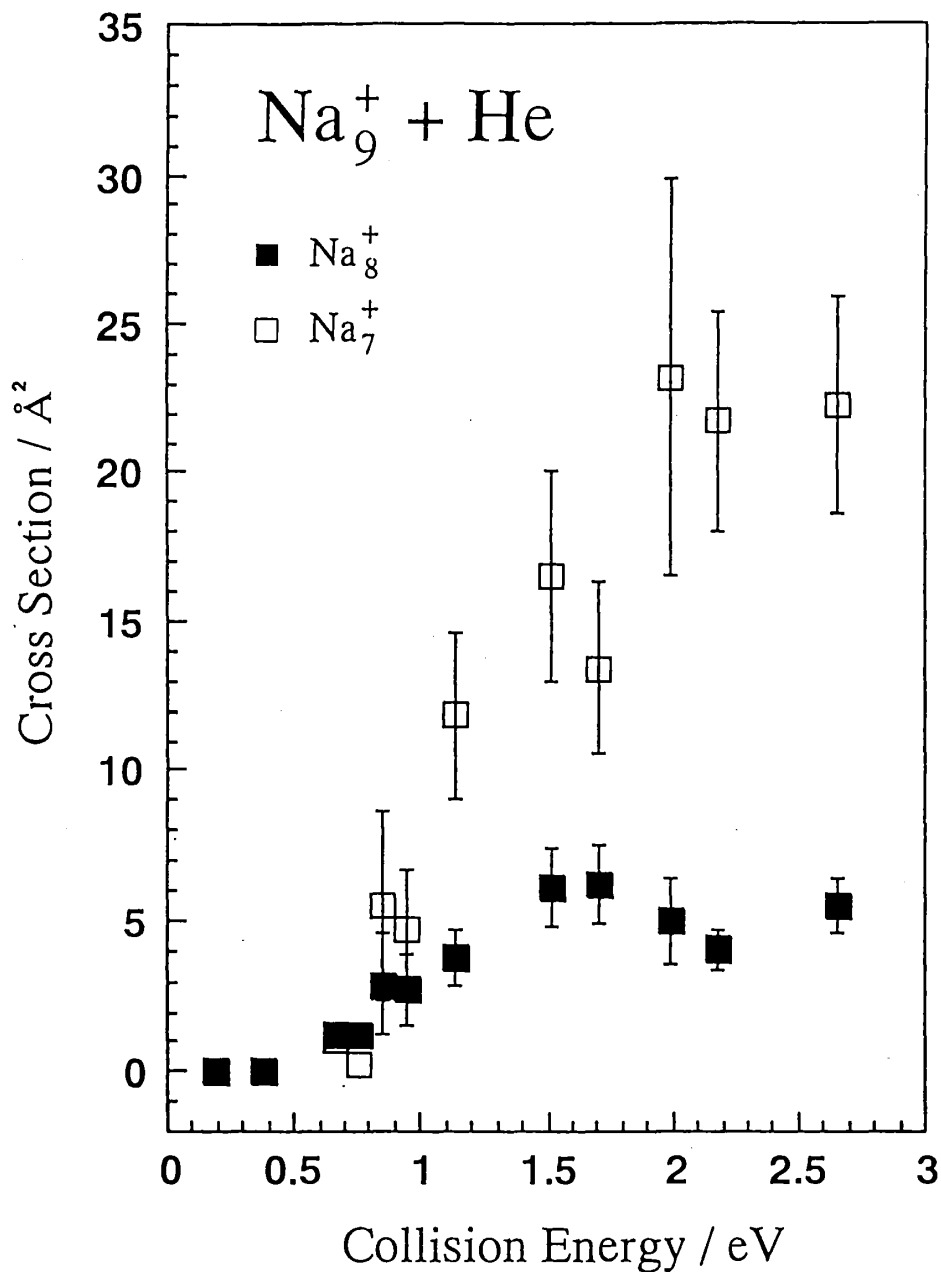 Na₉⁺ + He
Na₈⁺
Na₇⁺
Cross Section / Å²
35
30
25
20
15
10
5
0
0 0.5 1 1.5 2 2.5 3
Collision Energy / eV